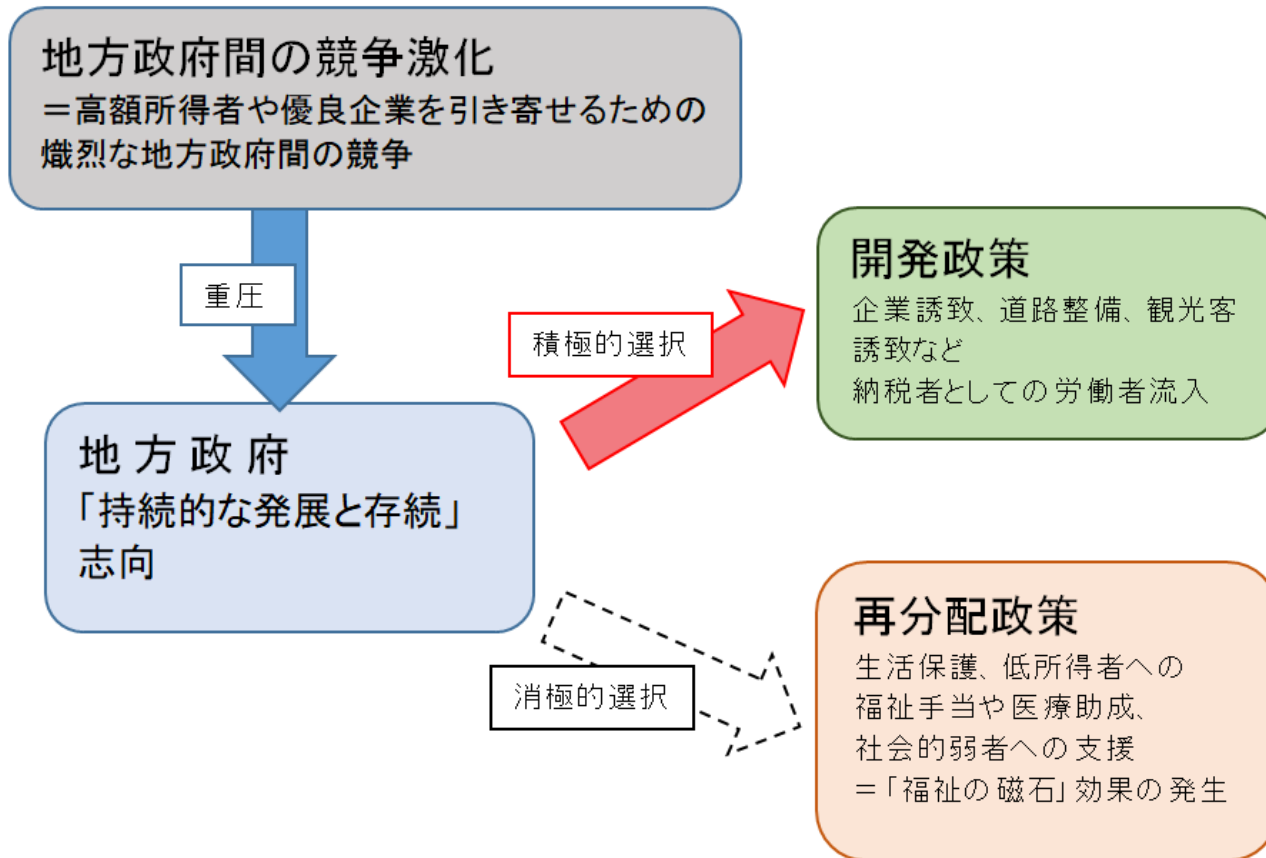 地方政府間の競争激化
＝高額所得者や優良企業を引き寄せるための
熾烈な地方政府間の競争
重圧
地方政府
「持続的な発展と存続」
志向
積極的選択
開発政策
企業誘致、道路整備、観光客
誘致など
納税者としての労働者流入
消極的選択
再分配政策
生活保護、低所得者への
福祉手当や医療助成、
社会的弱者への支援
＝「福祉の磁石」効果の発生